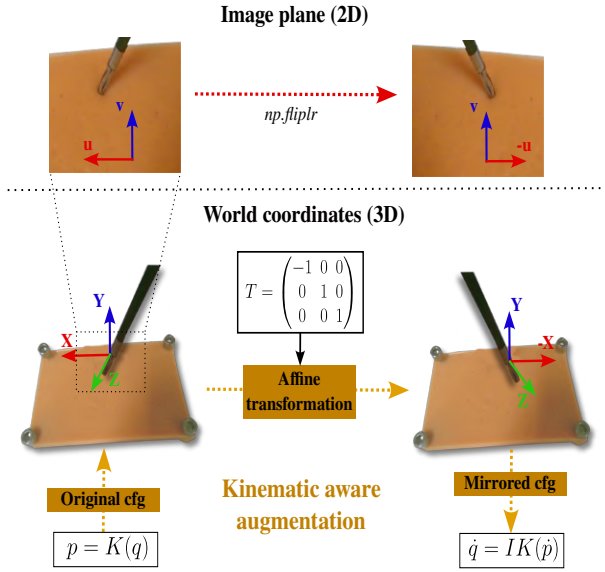 Image plane (2D)
np.fliplr
v
u
v
-u
World coordinates (3D)
T = (−1 0 0
0 1 0
0 0 1)
Y
X
Z
Y
-X
Z
Affine
transformation
Original cfg
Kinematic aware
augmentation
Mirrored cfg
p = K(q)
q̇ = IK(ṗ)